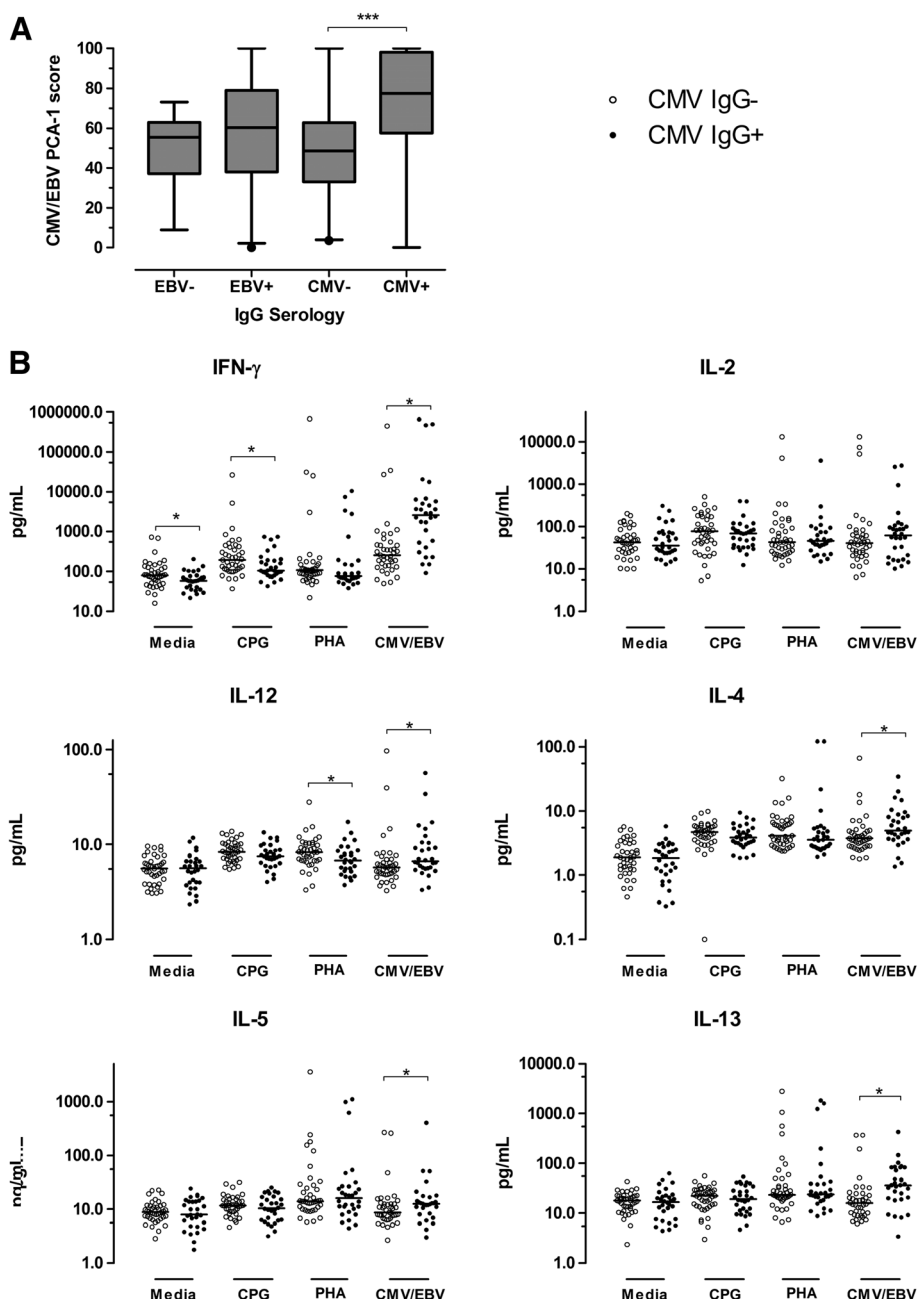 A
***
CMV/EBV PCA-1 score
100
80
60
40
20
0
EBV- EBV+ CMV- CMV+
IgG Serology
CMV IgG-
CMV IgG+
B
IFN-γ
pg/mL
1000000.0
100000.0
10000.0
1000.0
100.0
10.0
* * *
Media CPG PHA CMV/EBV
IL-2
pg/mL
10000.0
1000.0
100.0
10.0
1.0
Media CPG PHA CMV/EBV
IL-12
pg/mL
100.0
10.0
1.0
* *
Media CPG PHA CMV/EBV
IL-4
pg/mL
100.0
10.0
1.0
0.1
*
Media CPG PHA CMV/EBV
IL-5
1000.0
100.0
10.0
1.0
*
Media CPG PHA CMV/EBV
IL-13
pg/mL
10000.0
1000.0
100.0
10.0
1.0
*
Media CPG PHA CMV/EBV